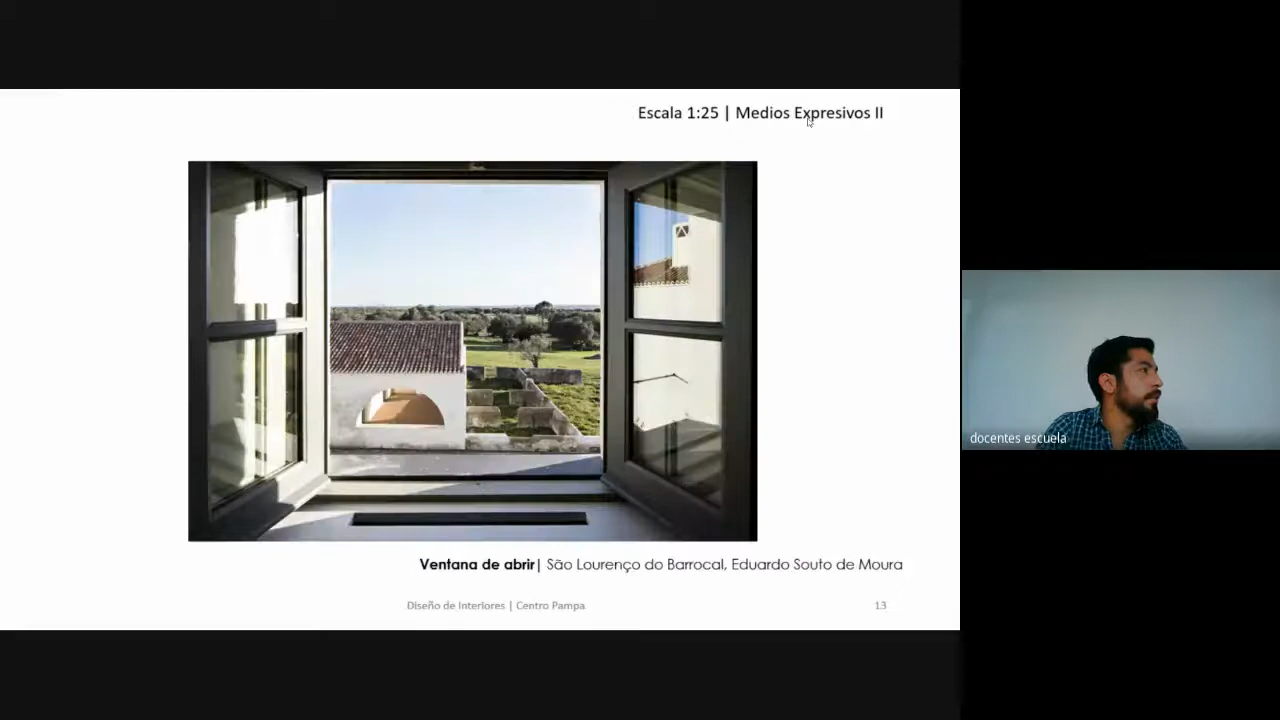 Escala 1:25 | Medios Expresivos II
docentes escuela
Ventana de abrir| São Lourenço do Barrocal, Eduardo Souto de Moura
Diseño de Interiores | Centro Pampa
13